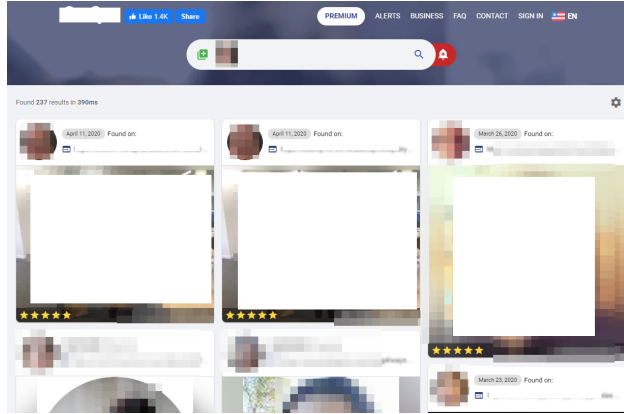 Like 1.4K Share PREMIUM ALERTS BUSINESS FAQ CONTACT SIGN IN EN
Found 237 results in 390ms
April 11, 2020 Found on: April 11, 2020 Found on: March 26, 2020 Found on:
March 23, 2020 Found on: